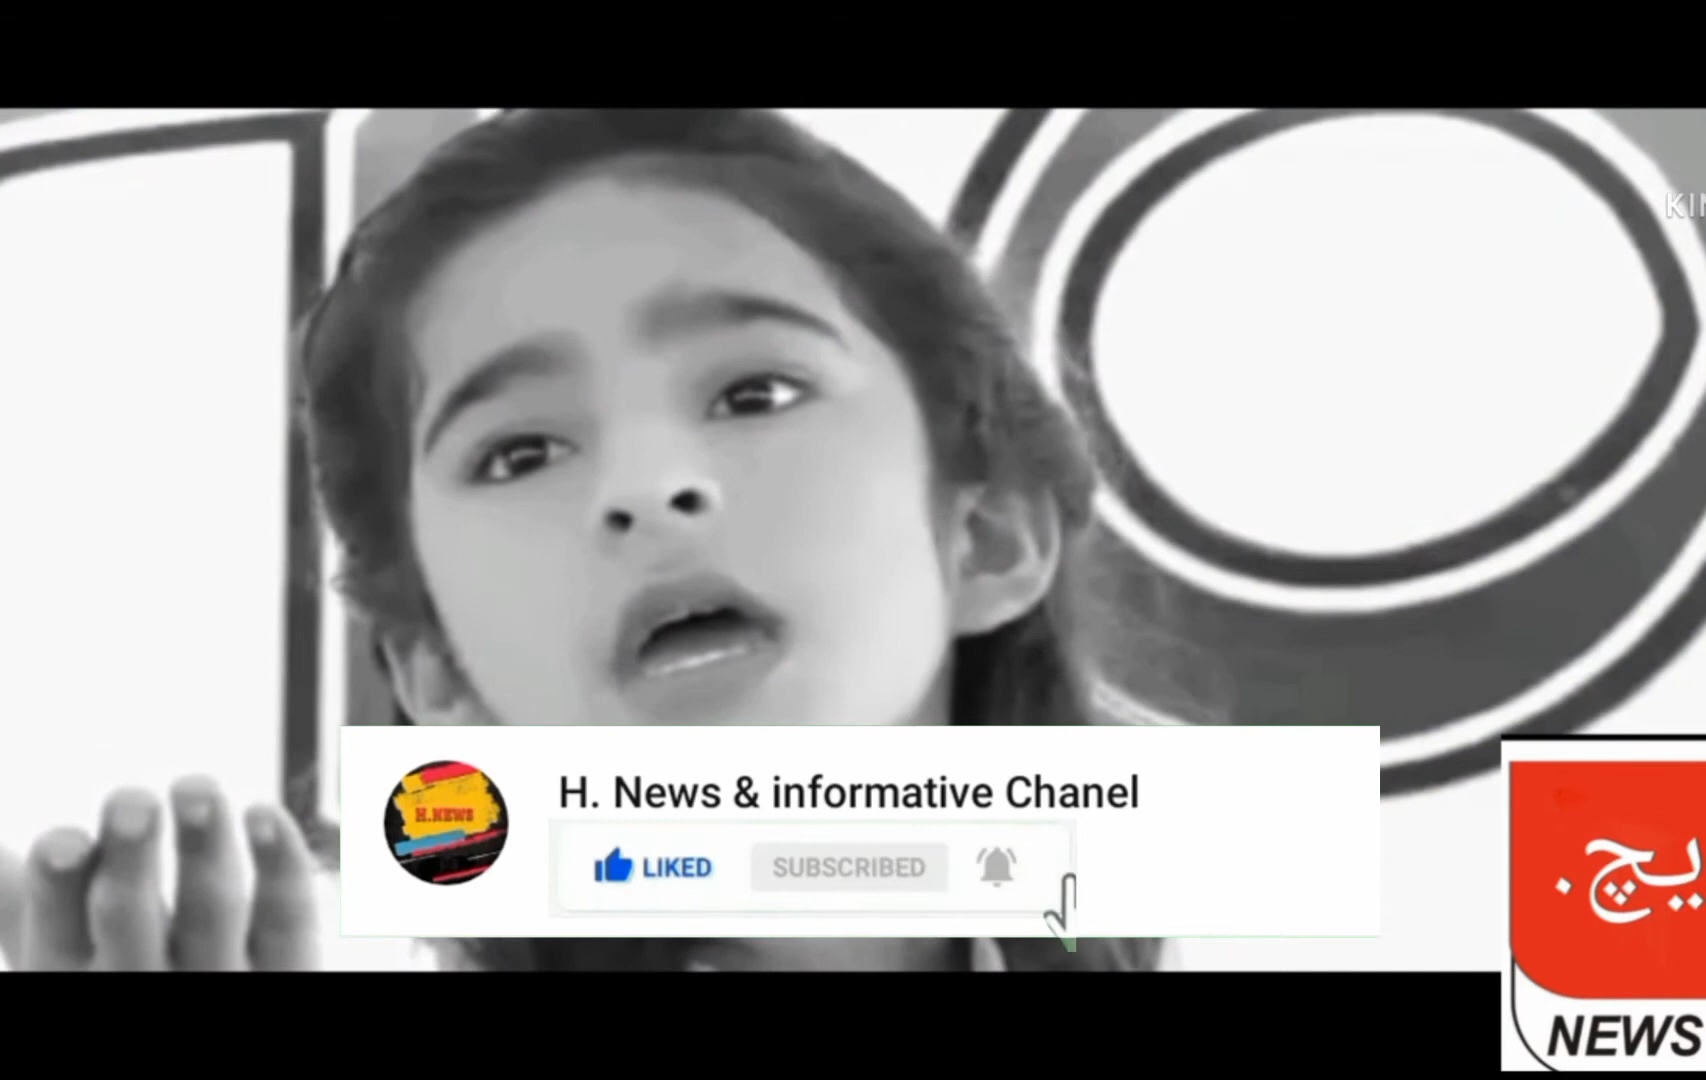 H. News & informative Chanel
H.NEWS
LIKED
SUBSCRIBED
NEWS